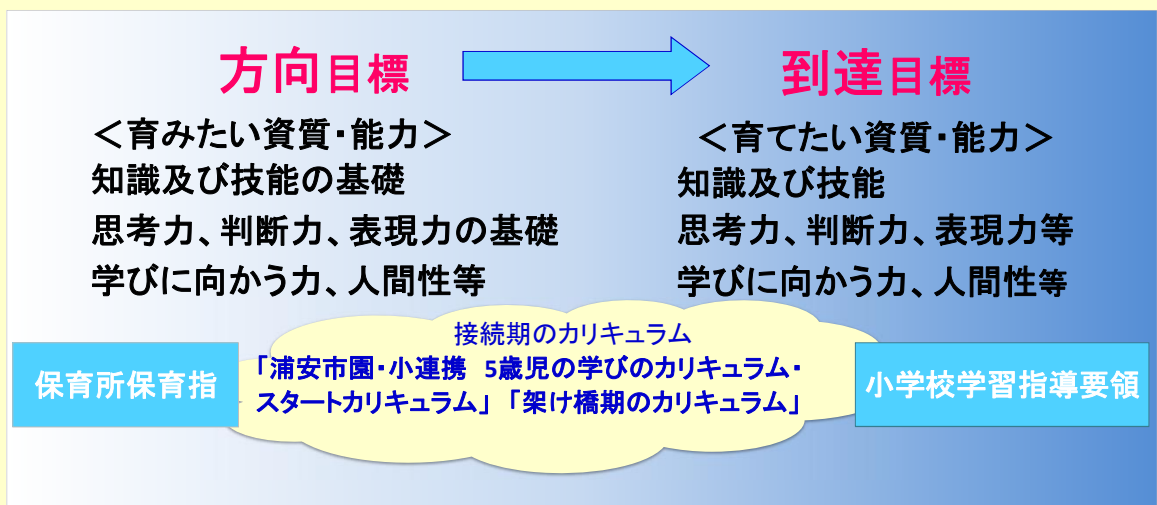 方向目標
＜育みたい資質・能力＞
知識及び技能の基礎
思考力、判断力、表現力の基礎
学びに向かう力、人間性等
到達目標
＜育てたい資質・能力＞
知識及び技能
思考力、判断力、表現力等
学びに向かう力、人間性等
接続期のカリキュラム
「浦安市園・小連携　5歳児の学びのカリキュラム・
スタートカリキュラム」「架け橋期のカリキュラム」
保育所保育指
小学校学習指導要領